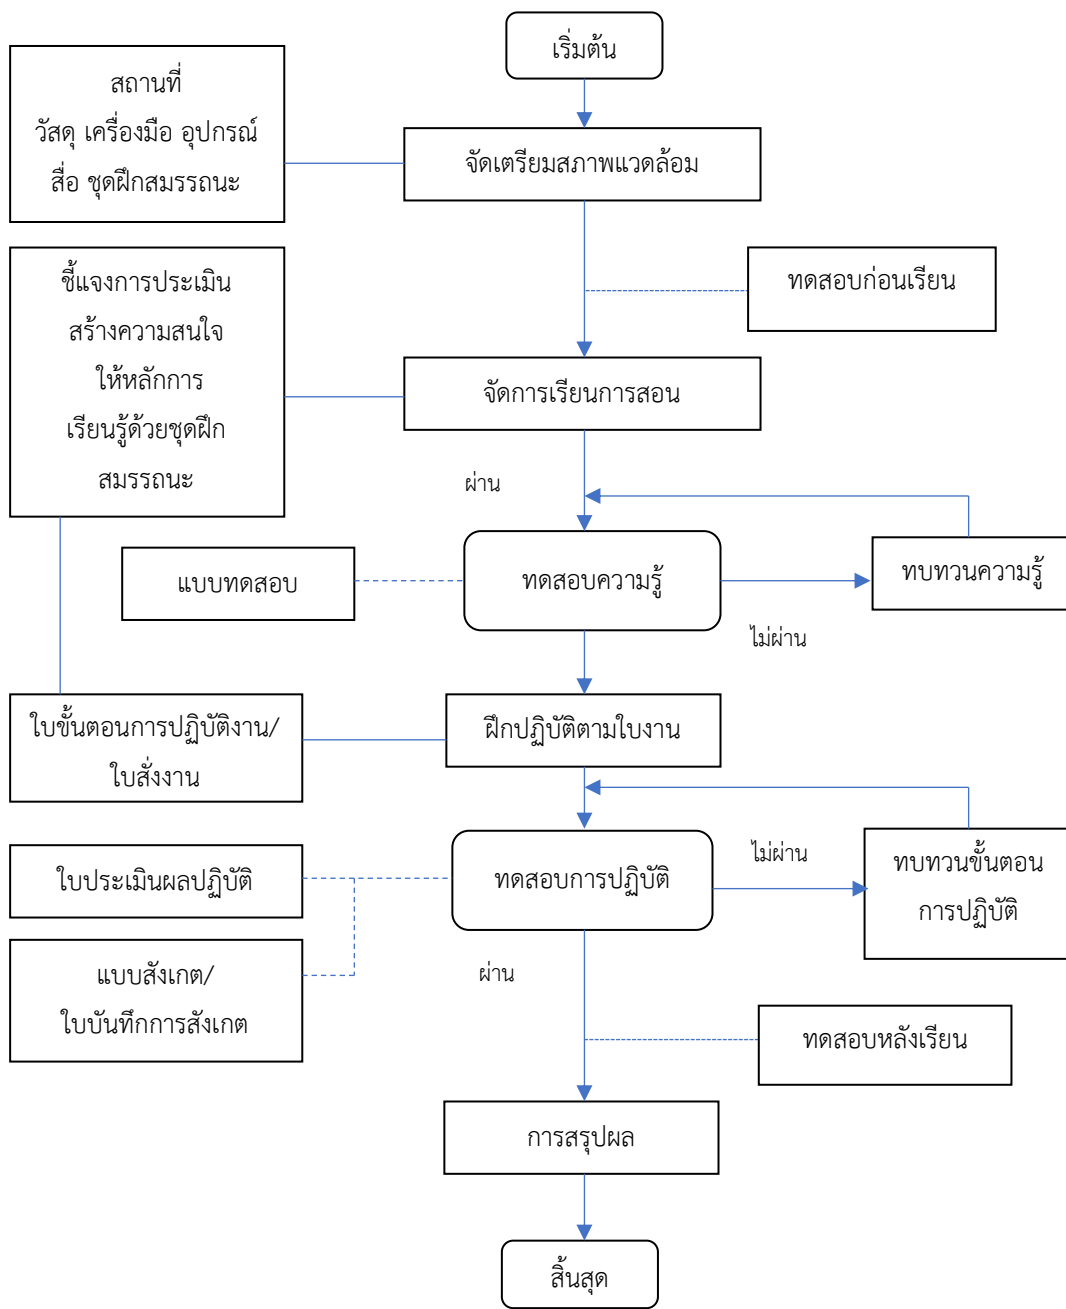 เริ่มต้น
สถานที่
วัสดุ เครื่องมือ อุปกรณ์
สื่อ ชุดฝึกสมรรถนะ
จัดเตรียมสภาพแวดล้อม
ทดสอบก่อนเรียน
ชี้แจงการประเมิน
สร้างความสนใจ
ให้หลักการ
เรียนรู้ด้วยชุดฝึก
สมรรถนะ
จัดการเรียนการสอน
ผ่าน
แบบทดสอบ
ทดสอบความรู้
ทบทวนความรู้
ไม่ผ่าน
ใบขั้นตอนการปฏิบัติงาน/
ใบสั่งงาน
ฝึกปฏิบัติตามใบงาน
ใบประเมินผลปฏิบัติ
ทดสอบการปฏิบัติ
ไม่ผ่าน
ทบทวนขั้นตอน
การปฏิบัติ
แบบสังเกต/
ใบบันทึกการสังเกต
ผ่าน
ทดสอบหลังเรียน
การสรุปผล
สิ้นสุด